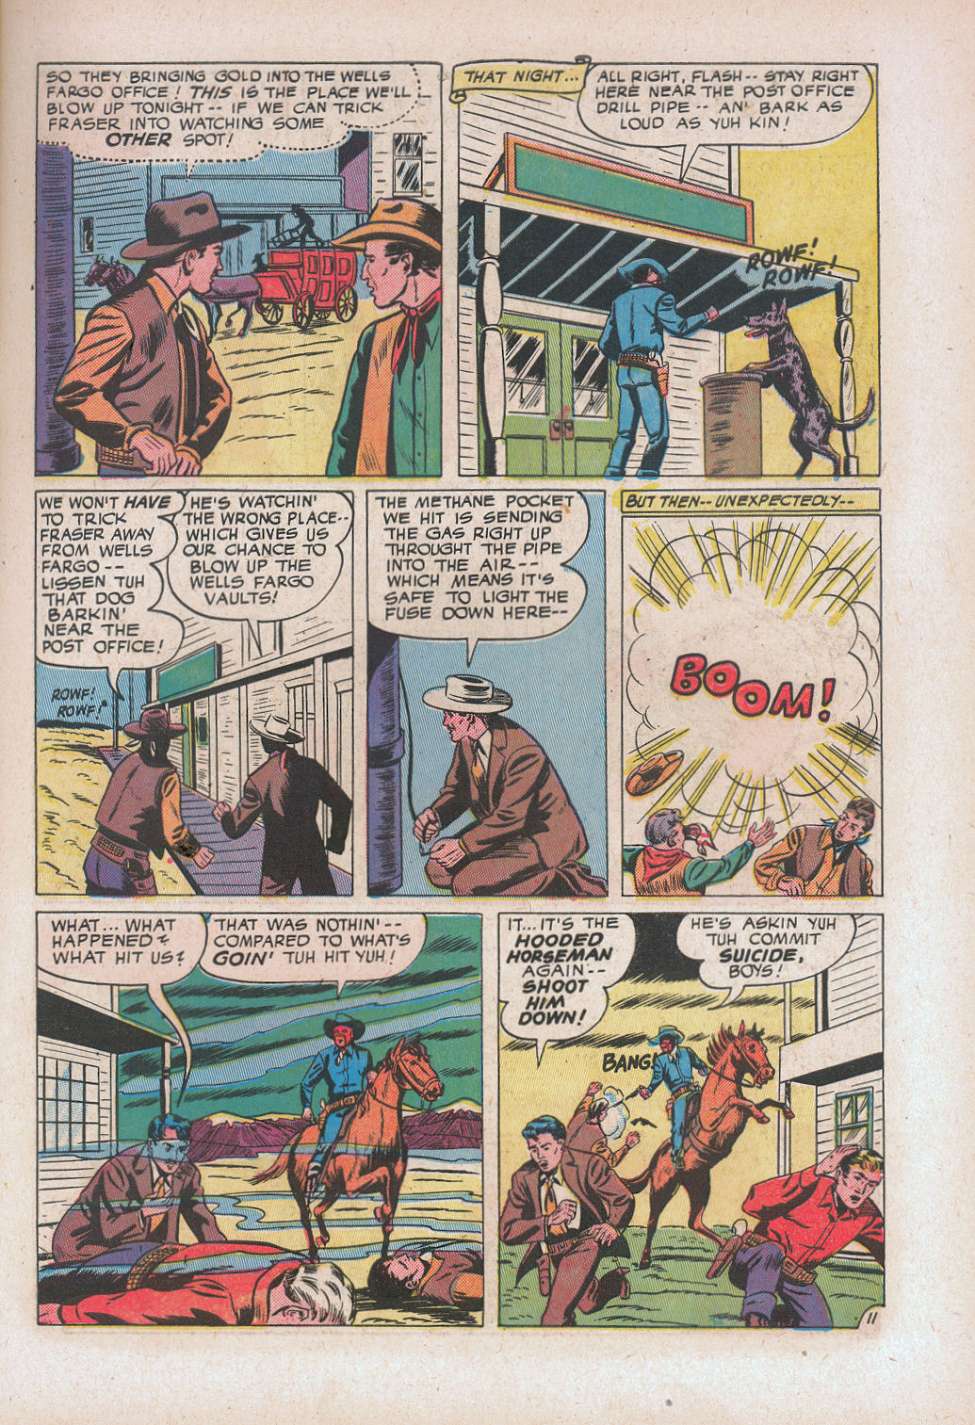 SO THEY BRINGING GOLD INTO THE WELLS
FARGO OFFICE! THIS IS THE PLACE WE'LL
BLOW UP TONIGHT-- IF WE CAN TRICK
FRASER INTO WATCHING SOME
OTHER SPOT!
THAT NIGHT...
ALL RIGHT, FLASH-- STAY RIGHT
HERE NEAR THE POST OFFICE
DRILL PIPE-- AN' BARK AS
LOUD AS YUH KIN!
ROWF!
ROWF!
WE WON'T HAVE
TO TRICK
FRASER AWAY
FROM WELLS
FARGO--
LISSEN TUH
THAT DOG
BARKIN'
NEAR THE
POST OFFICE!
HE'S WATCHIN'
THE WRONG PLACE--
WHICH GIVES US
OUR CHANCE TO
BLOW UP THE
WELLS FARGO
VAULTS!
ROWF!
ROWF!
THE METHANE POCKET
WE HIT IS SENDING
THE GAS RIGHT UP
THROUGHT THE PIPE
INTO THE AIR--
WHICH MEANS IT'S
SAFE TO LIGHT THE
FUSE DOWN HERE--
BUT THEN--UNEXPECTEDLY--
BOOM!
WHAT... WHAT
HAPPENED?
WHAT HIT US?
THAT WAS NOTHIN'--
COMPARED TO WHAT'S
GOIN' TUH HIT YUH!
IT... IT'S THE
HOODED
HORSEMAN
AGAIN--
SHOOT
HIM
DOWN!
HE'S ASKIN YUH
TUH COMMIT
SUICIDE,
BOYS!
BANG!
11